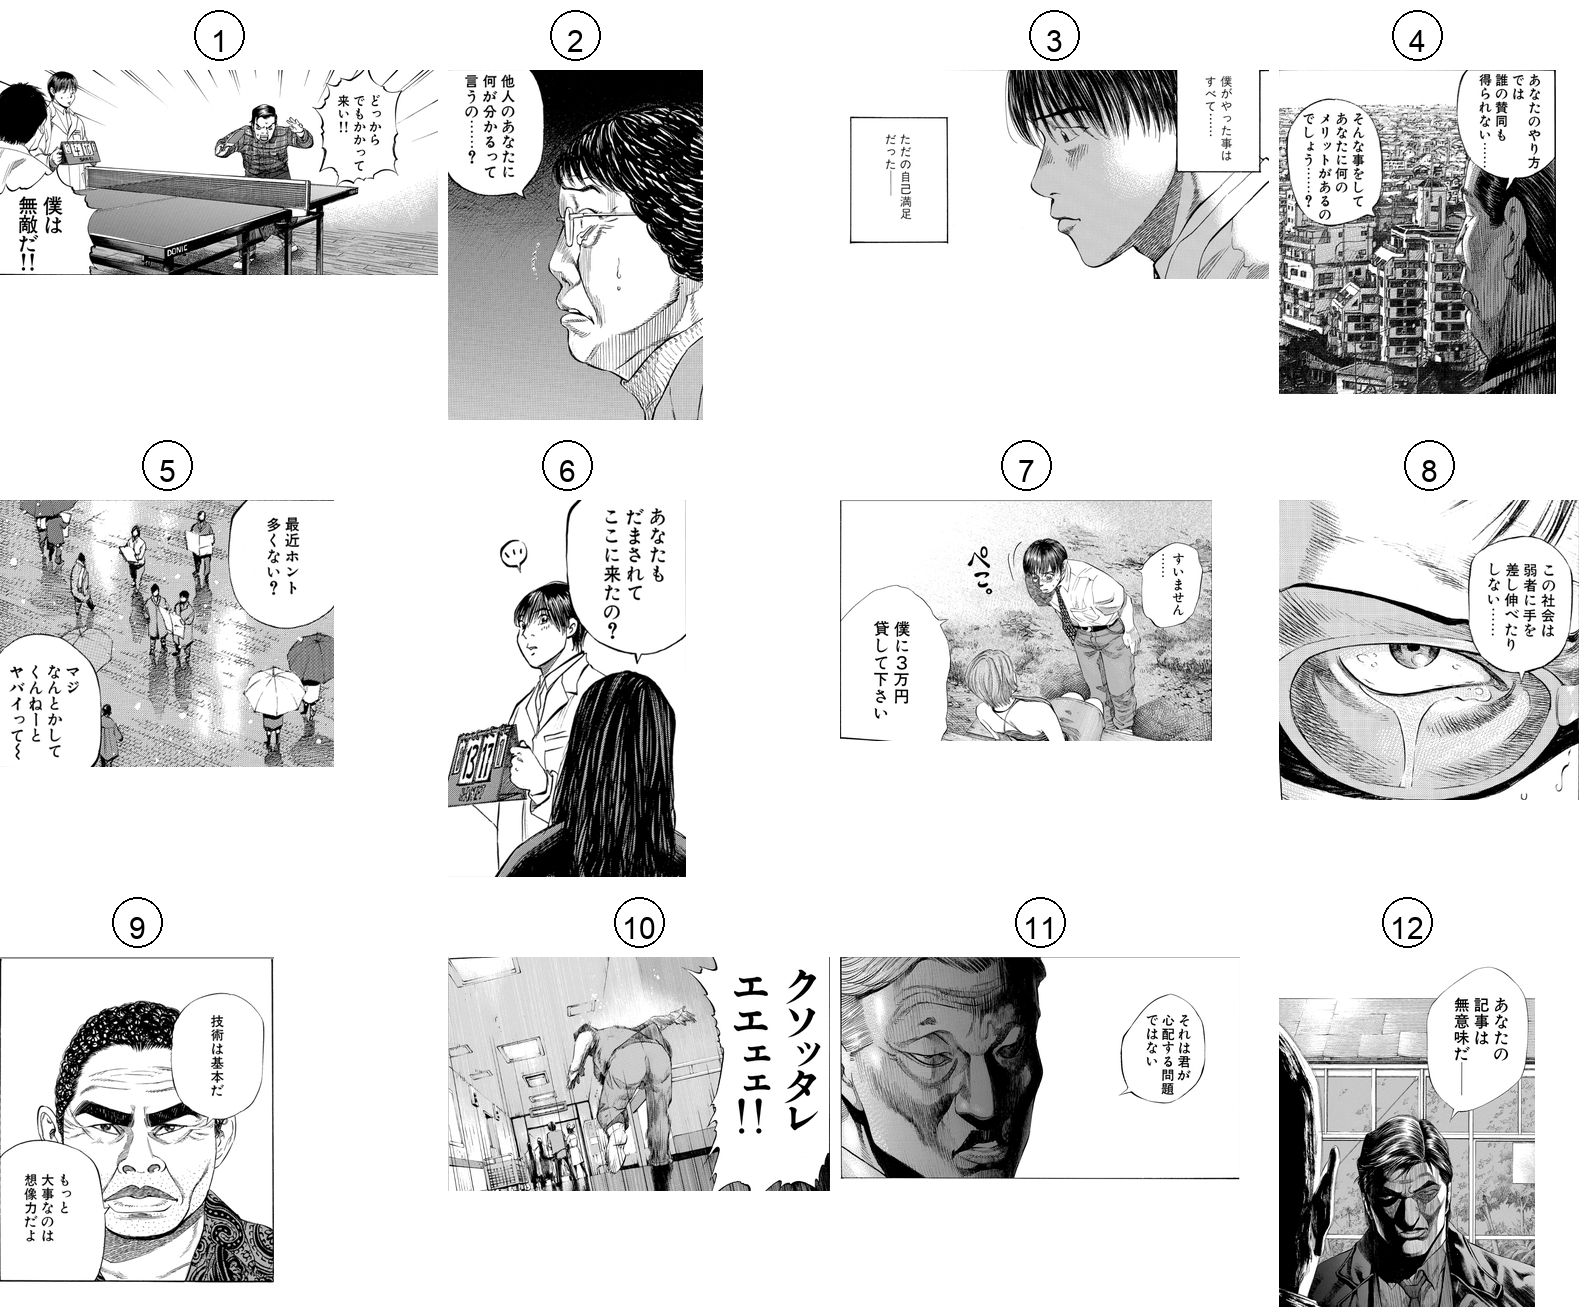 1
どっから
でもかかって
来い!!
僕は
無敵だ!!
DONIC
2
他人のあなたに
何が分かるって
言うの……?
3
僕がやった事は
すべて……
ただの自己満足
だった――
4
あなたのやり方
では
誰の賛同も
得られない……
そんな事をして
あなたに何の
メリットがあるの
でしょう……?
5
最近ホント
多くない?
マジ
なんとかして
くんねーと
ヤバイって〜
6
あなたも
だまされて
ここに来たの?
13 17
7
すいません
……
ぺこ。
僕に3万円
貸して下さい
8
この社会は
弱者に手を
差し伸べたり
しない……
9
技術は基本だ
もっと
大事なのは
想像力だよ
10
クソッタレ
エエェェ!!
11
それは君が
心配する問題
ではない
12
あなたの
記事は
無意味だ――